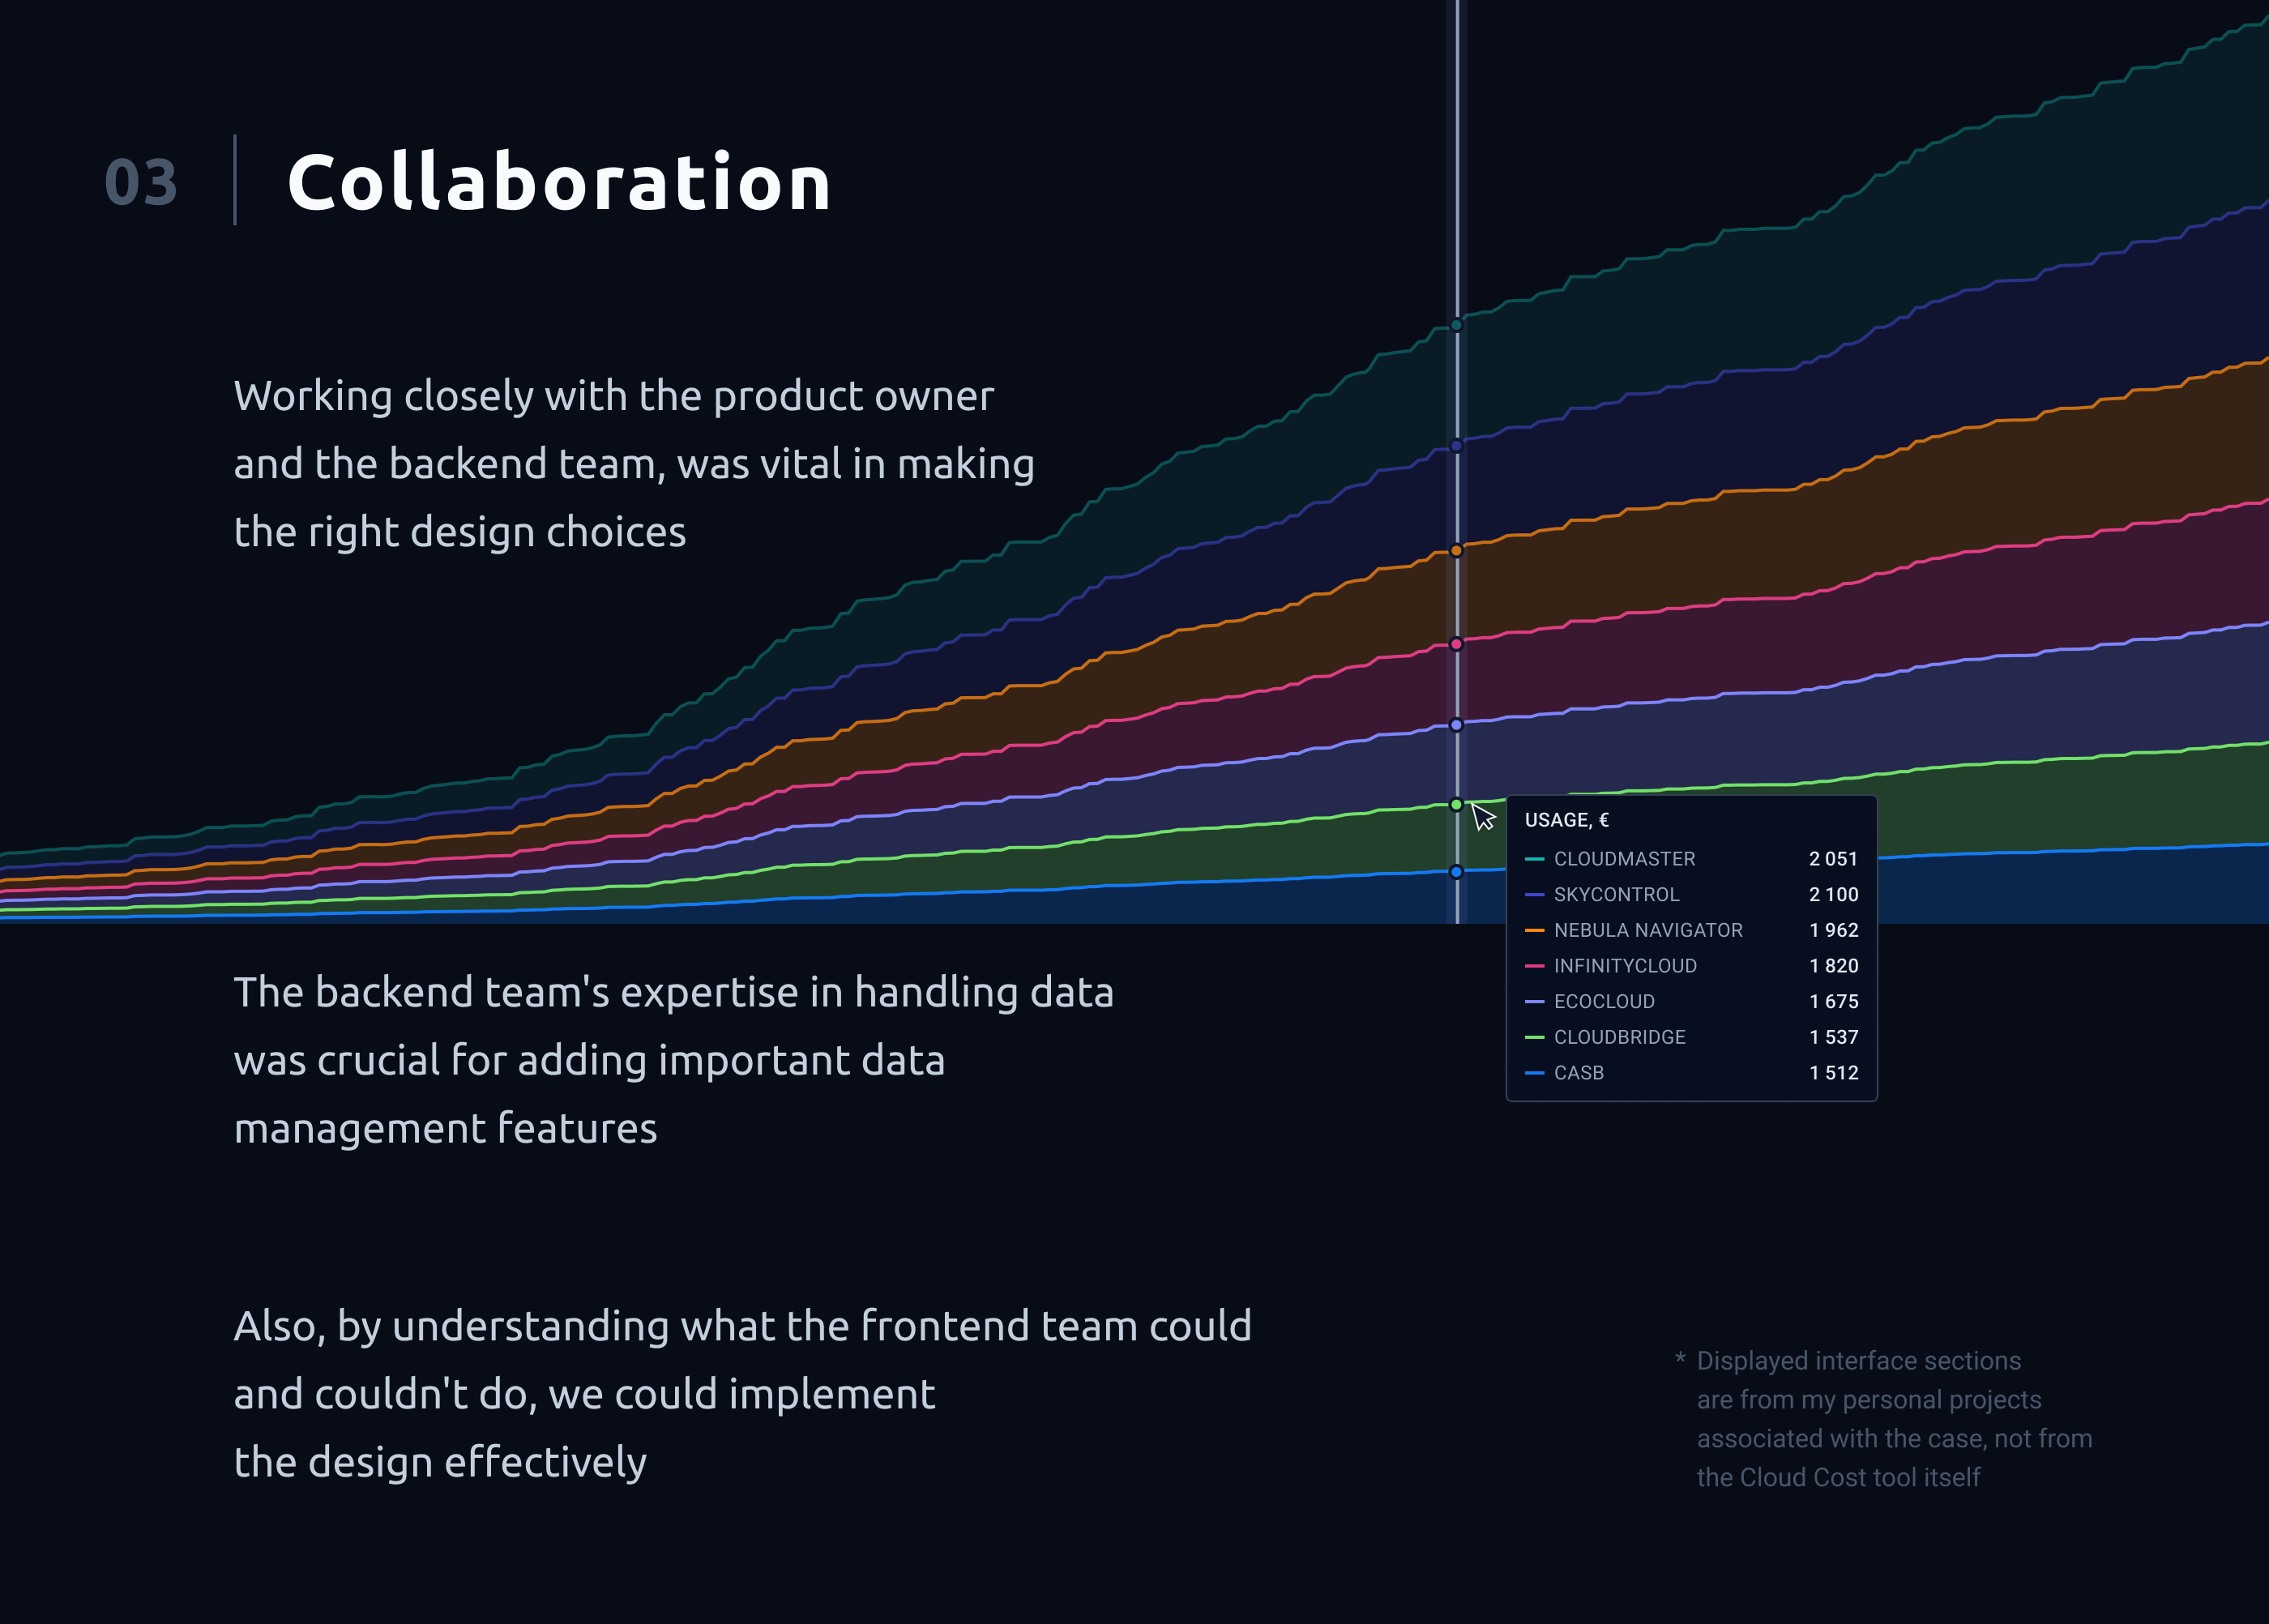 03
Collaboration
Working closely with the product owner
and the backend team, was vital in making
the right design choices
USAGE, €
CLOUDMASTER 2 051
SKYCONTROL 2 100
NEBULA NAVIGATOR 1 962
INFINITYCLOUD 1 820
ECOCLOUD 1 675
CLOUDBRIDGE 1 537
CASB 1 512
The backend team's expertise in handling data
was crucial for adding important data
management features
Also, by understanding what the frontend team could
and couldn't do, we could implement
the design effectively
* Displayed interface sections
are from my personal projects
associated with the case, not from
the Cloud Cost tool itself